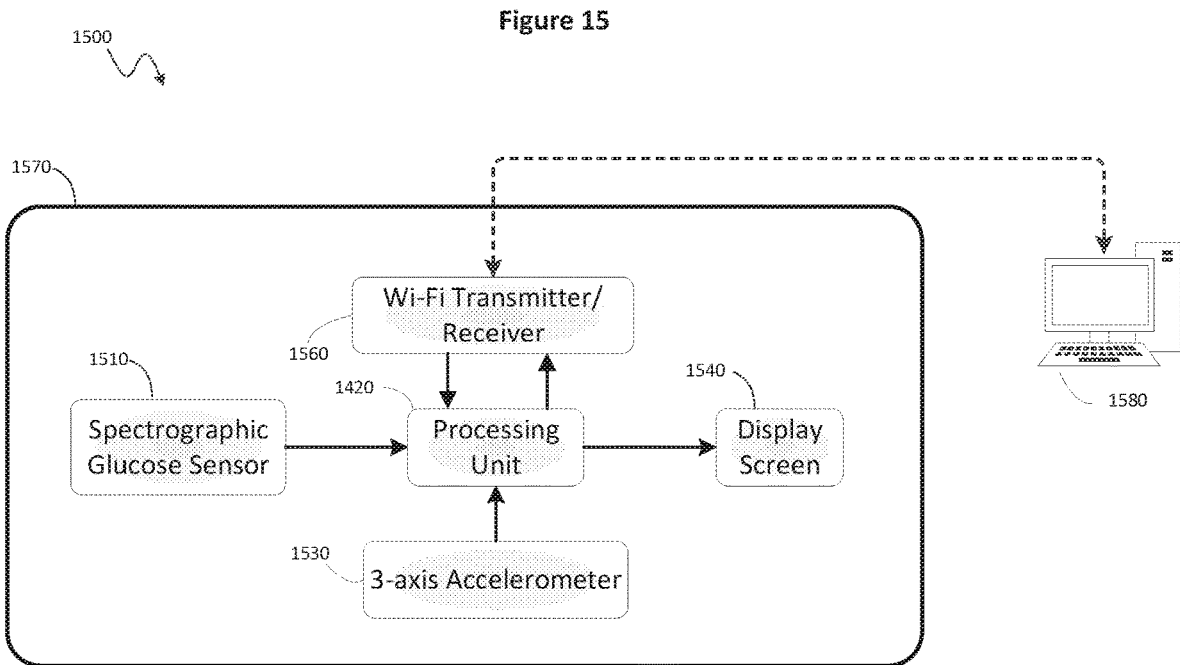 Figure 15
1500
1570
Wi-Fi Transmitter/
Receiver
1560
1510
1420
1540
1580
Spectrographic
Glucose Sensor
Processing
Unit
Display
Screen
1530
3-axis Accelerometer